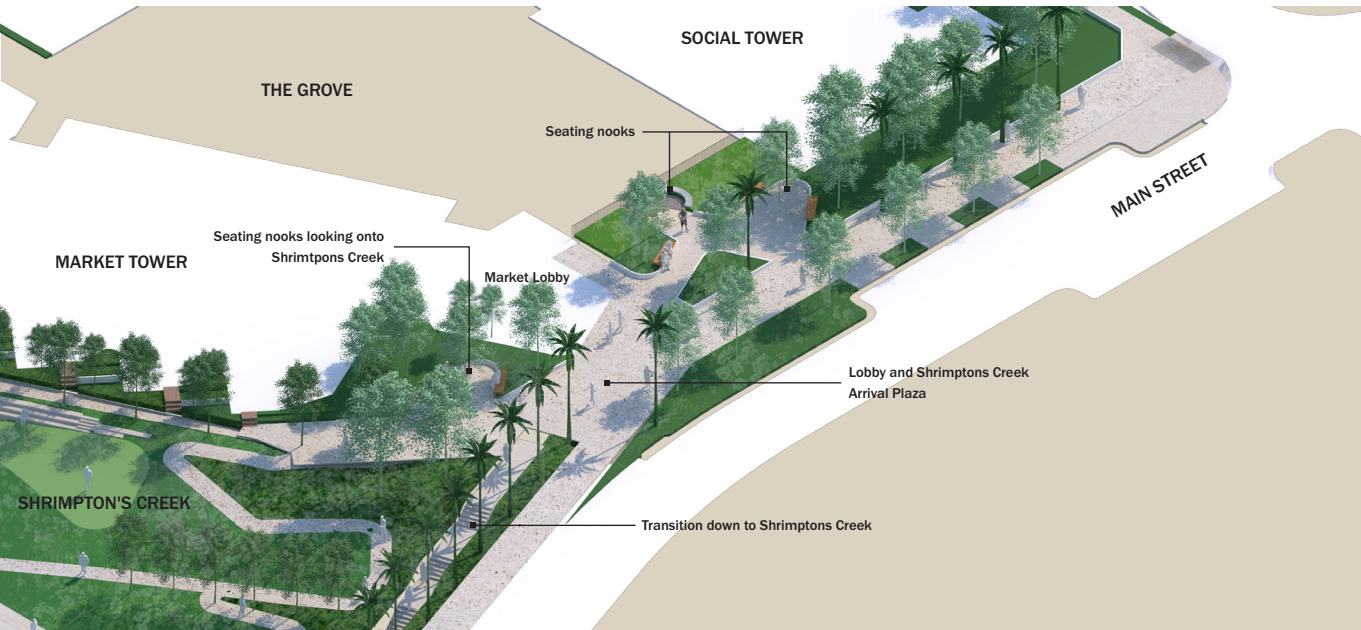 SOCIAL TOWER
THE GROVE
Seating nooks
MAIN STREET
Seating nooks looking onto
Shrimtpons Creek
MARKET TOWER
Market Lobby
Lobby and Shrimptons Creek
Arrival Plaza
SHRIMPTON'S CREEK
Transition down to Shrimptons Creek